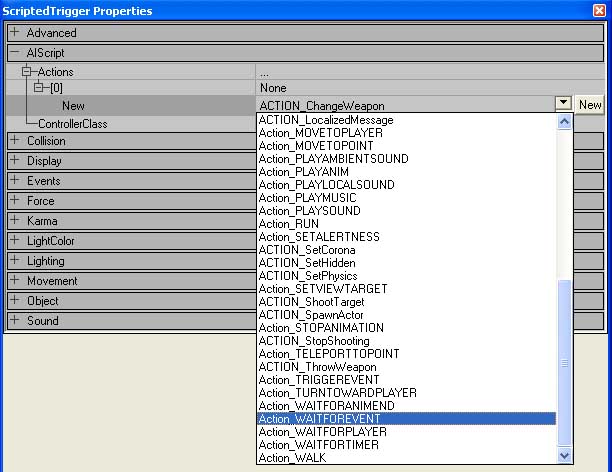 ScriptedTrigger Properties
Advanced
AIScript
Actions ...
[0] None
New ACTION_ChangeWeapon New
ControllerClass
Collision
Display
Events
Force
Karma
LightColor
Lighting
Movement
Object
Sound
ACTION_LocalizedMessage
Action_MOVETOPLAYER
Action_MOVETOPOINT
Action_PLAYAMBIENTSOUND
Action_PLAYANIM
Action_PLAYLOCALSOUND
Action_PLAYMUSIC
Action_PLAYSOUND
Action_RUN
Action_SETALERTNESS
ACTION_SetCorona
ACTION_SetHidden
ACTION_SetPhysics
Action_SETVIEWTARGET
ACTION_ShootTarget
ACTION_SpawnActor
Action_STOPANIMATION
ACTION_StopShooting
Action_TELEPORTTOPOINT
ACTION_ThrowWeapon
Action_TRIGGEREVENT
Action_TURNTOWARDPLAYER
Action_WAITFORANIMEND
Action_WAITFOREVENT
Action_WAITFORPLAYER
Action_WAITFORTIMER
Action_WALK